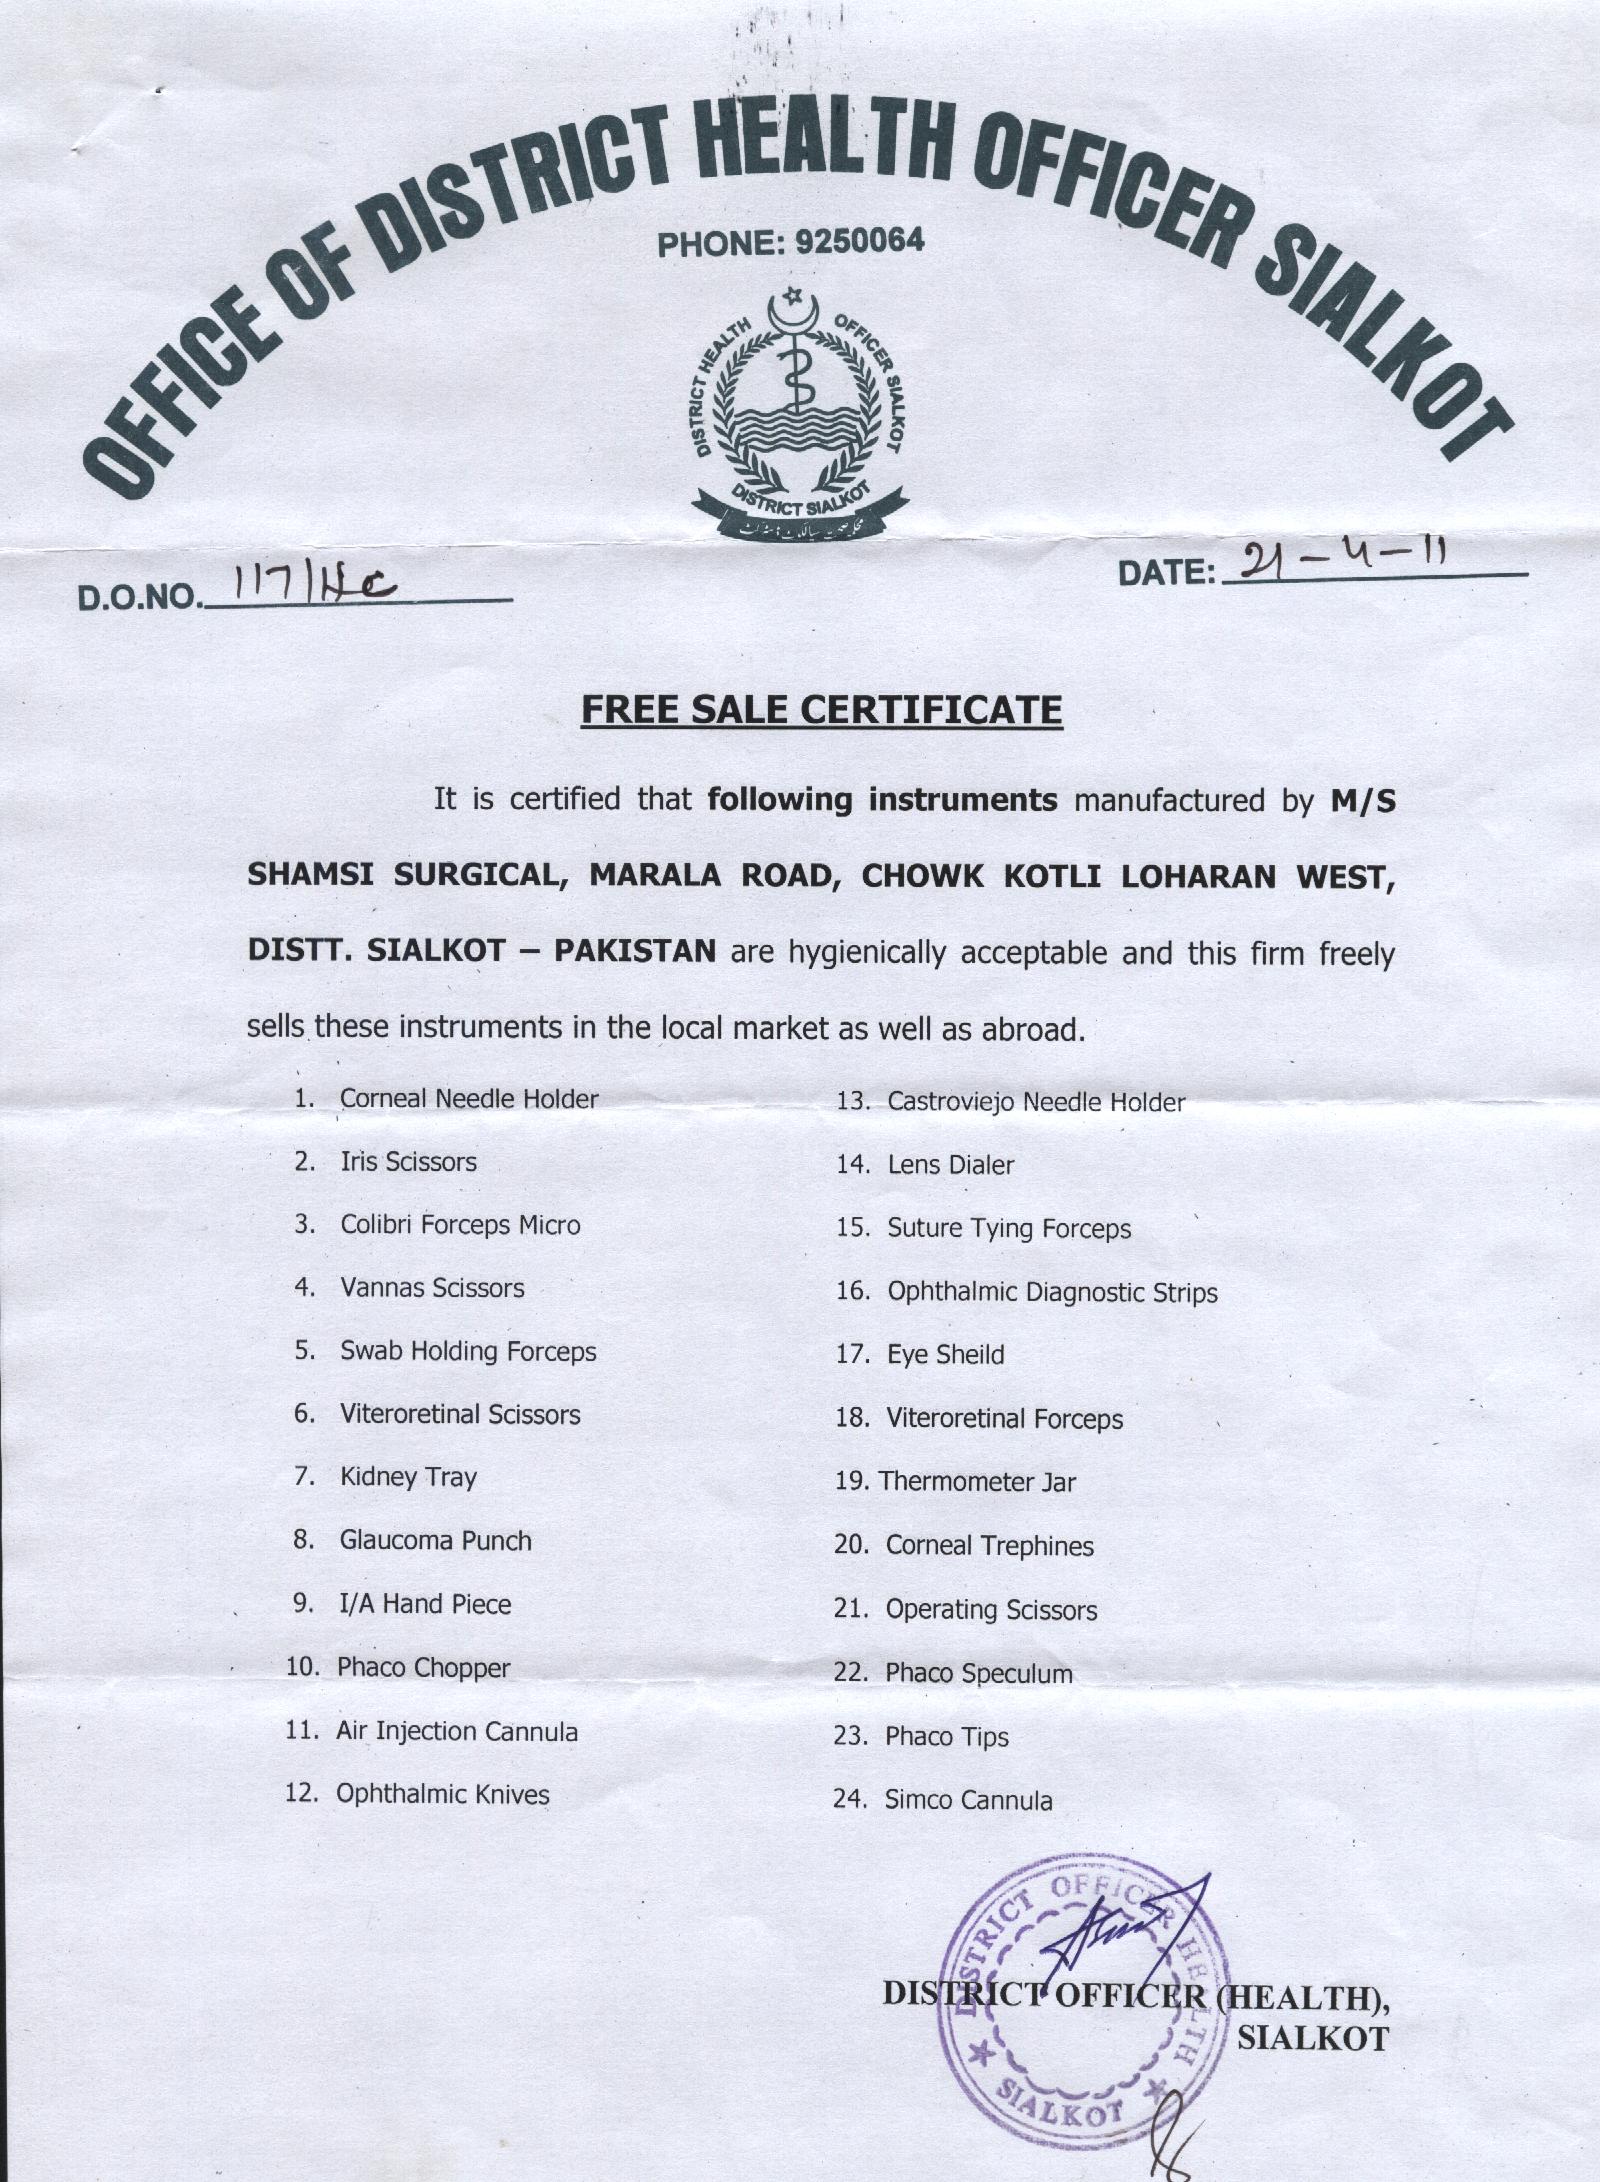 OFFICE OF DISTRICT HEALTH OFFICER SIALKOT
PHONE: 9250064
DISTRICT HEALTH OFFICER SIALKOT
DISTRICT SIALKOT
محکمہ صحت سیالکوٹ ڈسٹرکٹ
D.O.NO. 117/HC
DATE: 21-4-11
FREE SALE CERTIFICATE
It is certified that following instruments manufactured by M/S
SHAMSI SURGICAL, MARALA ROAD, CHOWK KOTLI LOHARAN WEST,
DISTT. SIALKOT – PAKISTAN are hygienically acceptable and this firm freely
sells these instruments in the local market as well as abroad.
1. Corneal Needle Holder
2. Iris Scissors
3. Colibri Forceps Micro
4. Vannas Scissors
5. Swab Holding Forceps
6. Viteroretinal Scissors
7. Kidney Tray
8. Glaucoma Punch
9. I/A Hand Piece
10. Phaco Chopper
11. Air Injection Cannula
12. Ophthalmic Knives
13. Castroviejo Needle Holder
14. Lens Dialer
15. Suture Tying Forceps
16. Ophthalmic Diagnostic Strips
17. Eye Sheild
18. Viteroretinal Forceps
19. Thermometer Jar
20. Corneal Trephines
21. Operating Scissors
22. Phaco Speculum
23. Phaco Tips
24. Simco Cannula
DISTRICT OFFICER HEALTH
SIALKOT
DISTRICT OFFICER (HEALTH),
SIALKOT